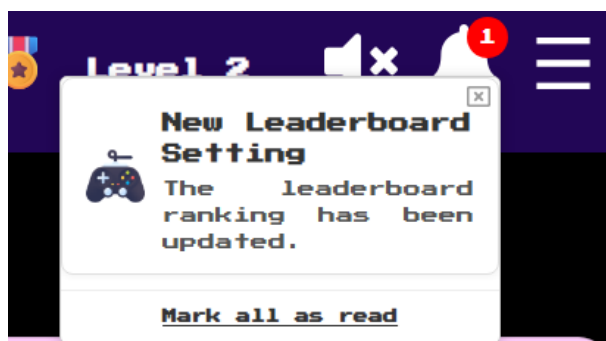 1
Level 2
New Leaderboard
Setting
The leaderboard
ranking has been
updated.
Mark all as read